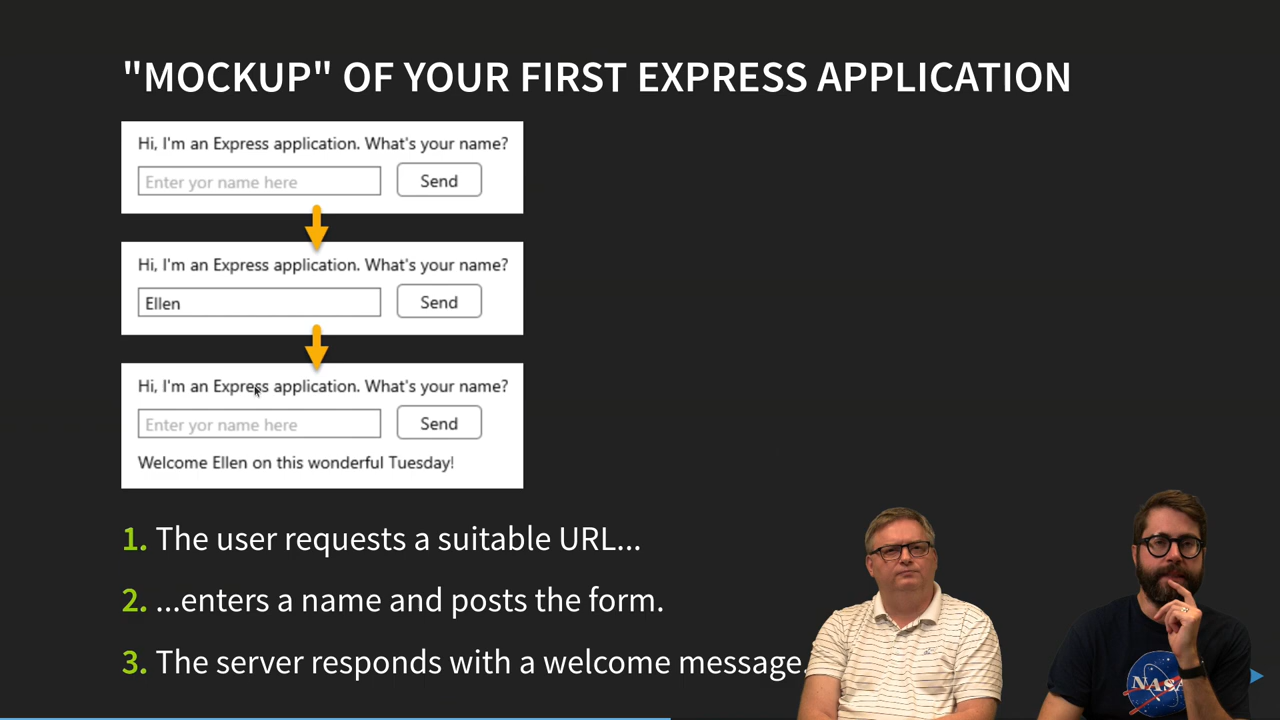 "MOCKUP" OF YOUR FIRST EXPRESS APPLICATION
Hi, I'm an Express application. What's your name?
Enter yor name here
Send
Hi, I'm an Express application. What's your name?
Ellen
Send
Hi, I'm an Express application. What's your name?
Enter yor name here
Send
Welcome Ellen on this wonderful Tuesday!
1. The user requests a suitable URL...
2. ...enters a name and posts the form.
3. The server responds with a welcome message.
NASA